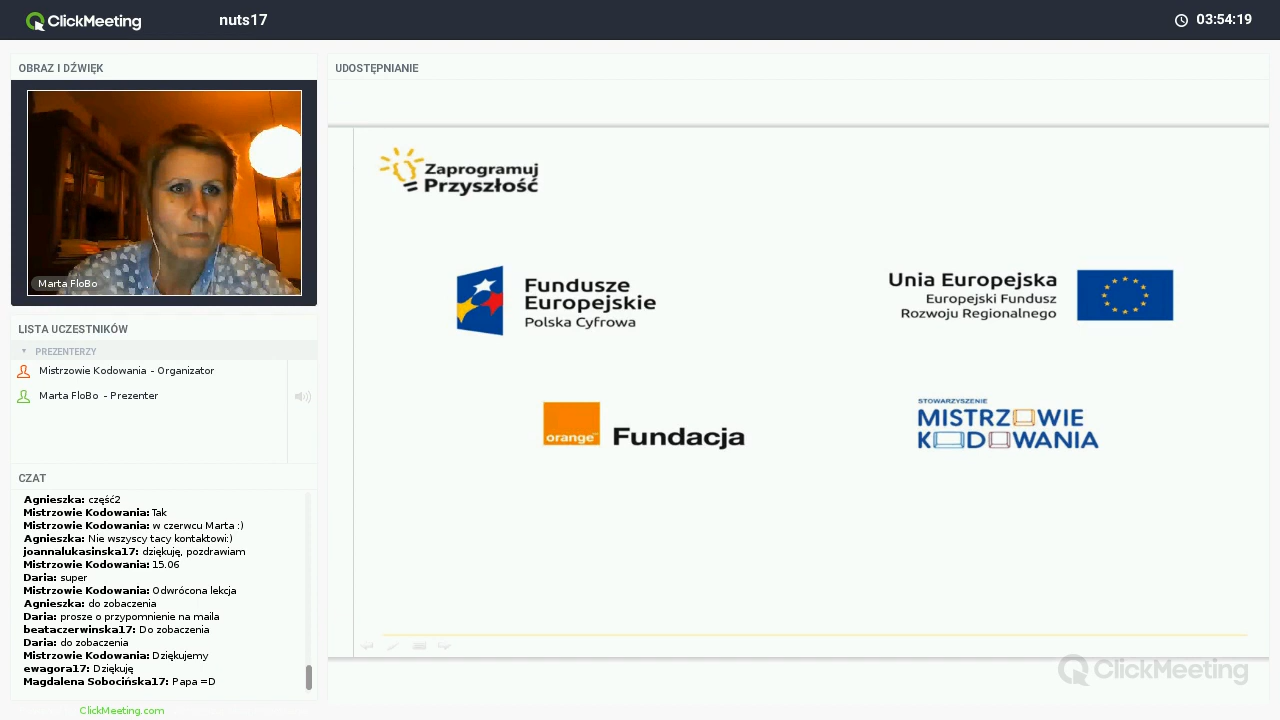 ClickMeeting
nuts17
03:54:19
OBRAZ I DŹWIĘK
Marta FloBo
LISTA UCZESTNIKÓW
PREZENTERZY
Mistrzowie Kodowania - Organizator
Marta FloBo - Prezenter
CZAT
Agnieszka: część2
Mistrzowie Kodowania: Tak
Mistrzowie Kodowania: w czerwcu Marta :)
Agnieszka: Nie wszyscy tacy kontaktowi:)
joannalukasinska17: dziękuję, pozdrawiam
Mistrzowie Kodowania: 15.06
Daria: super
Mistrzowie Kodowania: Odwrócona lekcja
Agnieszka: do zobaczenia
Daria: prosze o przypomnienie na maila
beataczerwinska17: Do zobaczenia
Daria: do zobaczenia
Mistrzowie Kodowania: Dziękujemy
ewagora17: Dziękuję
Magdalena Sobocińska17: Papa =D
ClickMeeting.com
UDOSTĘPNIANIE
Zaprogramuj
Przyszłość
Fundusze
Europejskie
Polska Cyfrowa
Unia Europejska
Europejski Fundusz
Rozwoju Regionalnego
orange™
Fundacja
STOWARZYSZENIE
MISTRZOWIE
KODOWANIA
ClickMeeting